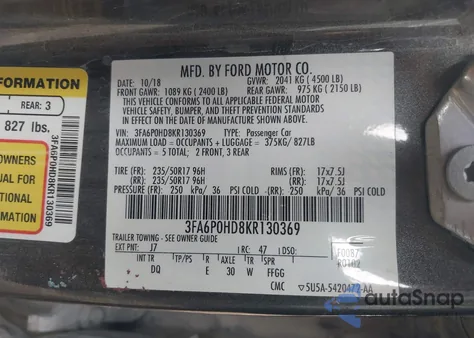 FORMATION
REAR: 3
827 lbs.
3FA6P0HD8KR130369
MFD. BY FORD MOTOR CO.
DATE: 10/18 GVWR: 2041 KG ( 4500 LB)
FRONT GAWR: 1089 KG ( 2400 LB) REAR GAWR: 975 KG ( 2150 LB)
THIS VEHICLE CONFORMS TO ALL APPLICABLE FEDERAL MOTOR
VEHICLE SAFETY, BUMPER, AND THEFT PREVENTION STANDARDS
IN EFFECT ON THE DATE OF MANUFACTURE SHOWN ABOVE.
VIN: 3FA6P0HD8KR130369 TYPE: Passenger Car
MAXIMUM LOAD = OCCUPANTS + LUGGAGE = 375KG/ 827LB
OCCUPANTS = 5 TOTAL; 2 FRONT, 3 REAR
TIRE (FR): 235/50R17 96H RIMS (FR): 17x7.5J
TIRE (RR): 235/50R17 96H (RR): 17x7.5J
PRESSURE (FR) 250 kPa/ 36 PSI COLD (RR) 250 kPa/ 36 PSI COLD
3FA6P0HD8KR130369
TRAILER TOWING - SEE OWNER GUIDE
EXT PNT: J7 RC: 47 DSO:
INT TR TP/PS R AXLE TR SPR
DQ E 30 W FFGG
CMC
autoSnap